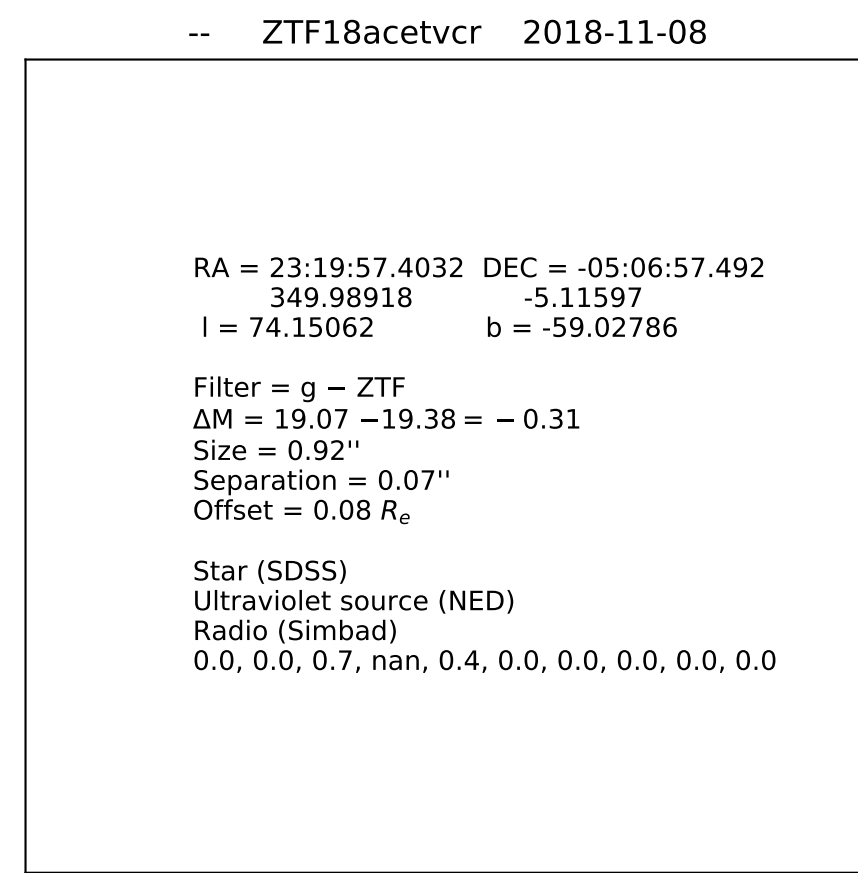 -- ZTF18acetvcr 2018-11-08
RA = 23:19:57.4032 DEC = -05:06:57.492
349.98918 -5.11597
l = 74.15062 b = -59.02786
Filter = g − ZTF
ΔM = 19.07 −19.38 = − 0.31
Size = 0.92''
Separation = 0.07''
Offset = 0.08 Re
Star (SDSS)
Ultraviolet source (NED)
Radio (Simbad)
0.0, 0.0, 0.7, nan, 0.4, 0.0, 0.0, 0.0, 0.0, 0.0